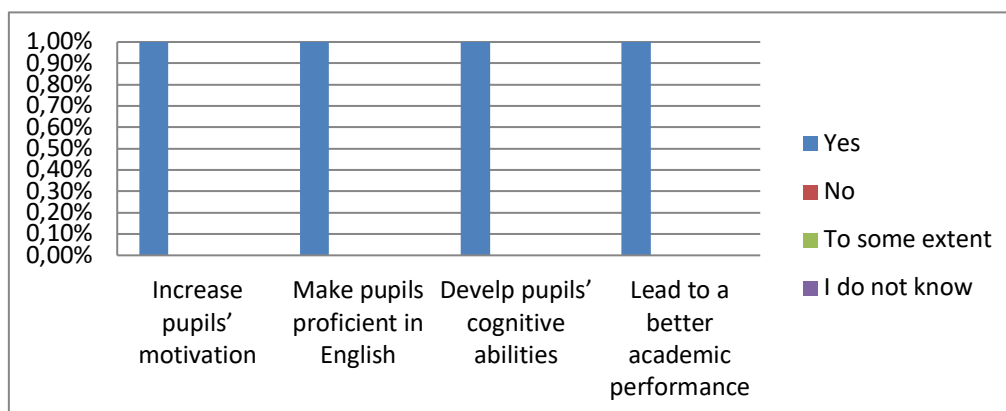 1,00%
0,90%
0,80%
0,70%
0,60%
0,50%
0,40%
0,30%
0,20%
0,10%
0,00%
Increase
pupils’
motivation
Make pupils
proficient in
English
Develp pupils’
cognitive
abilities
Lead to a
better
academic
performance
Yes
No
To some extent
I do not know